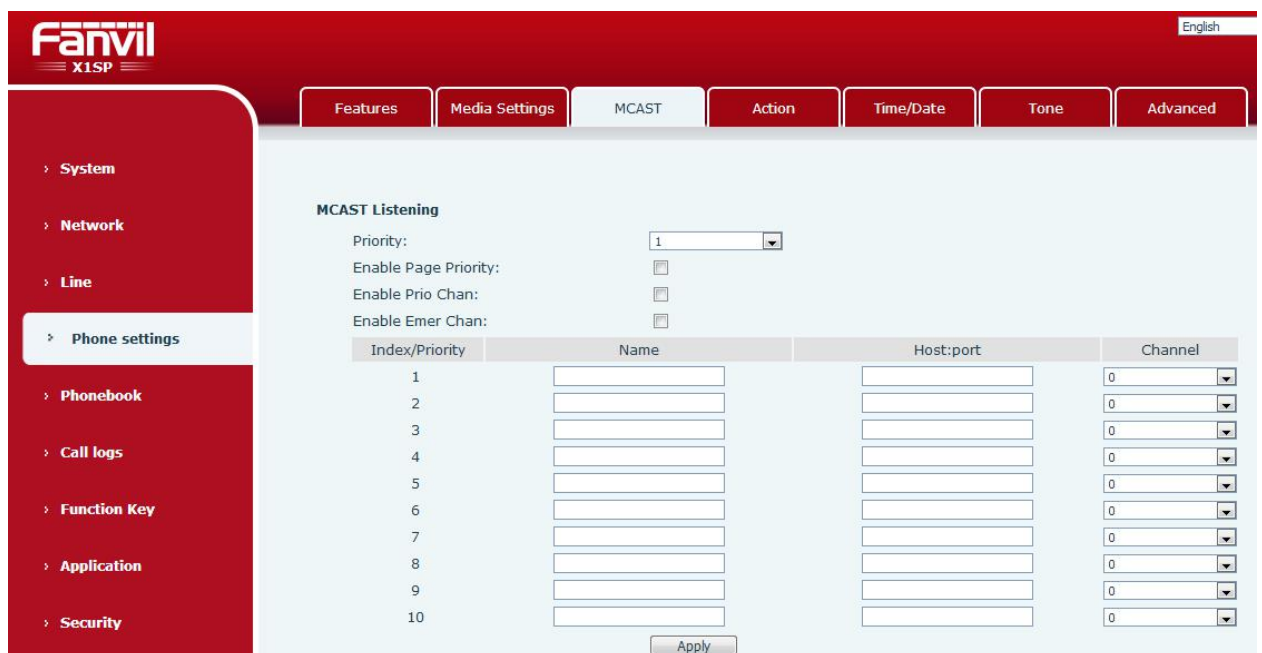 Fanvil
X1SP
English
Features Media Settings MCAST Action Time/Date Tone Advanced
› System
› Network
› Line
› Phone settings
› Phonebook
› Call logs
› Function Key
› Application
› Security
MCAST Listening
Priority: 1
Enable Page Priority:
Enable Prio Chan:
Enable Emer Chan:
Index/Priority Name Host:port Channel
1 0
2 0
3 0
4 0
5 0
6 0
7 0
8 0
9 0
10 0
Apply